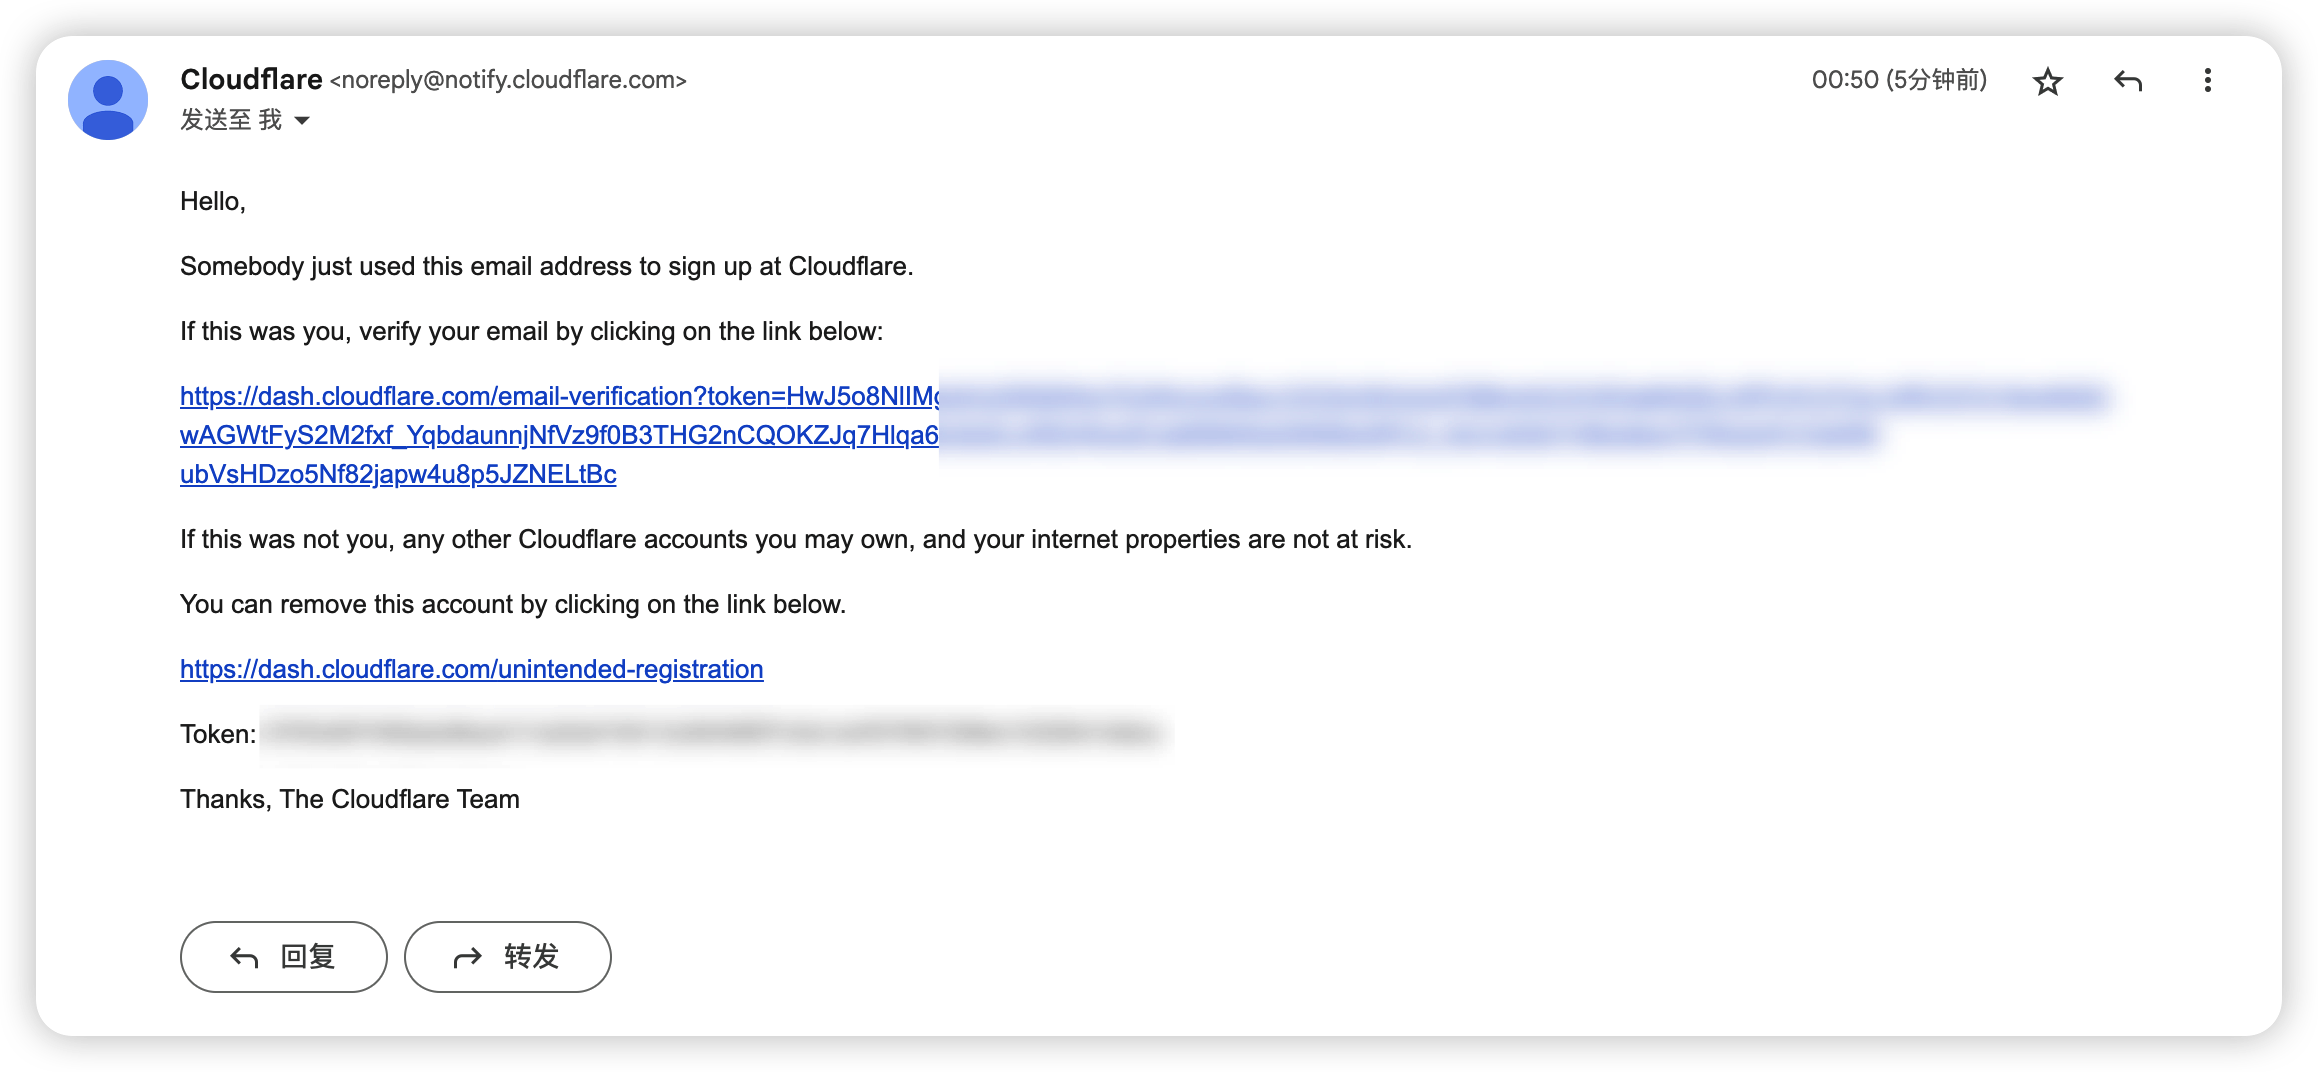 Cloudflare <noreply@notify.cloudflare.com>
00:50 (5分钟前)
发送至 我
Hello,
Somebody just used this email address to sign up at Cloudflare.
If this was you, verify your email by clicking on the link below:
https://dash.cloudflare.com/email-verification?token=HwJ5o8NlIMg
wAGWtFyS2M2fxf_YqbdaunnjNfVz9f0B3THG2nCQOKZJq7Hlqa6
ubVsHDzo5Nf82japw4u8p5JZNELtBc
If this was not you, any other Cloudflare accounts you may own, and your internet properties are not at risk.
You can remove this account by clicking on the link below.
https://dash.cloudflare.com/unintended-registration
Token:
Thanks, The Cloudflare Team
回复
转发